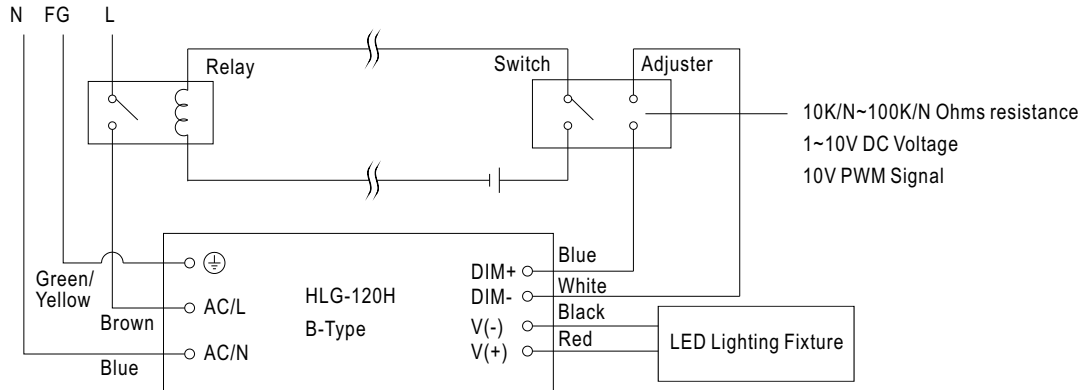 N FG L
Relay
Switch
Adjuster
10K/N~100K/N Ohms resistance
1~10V DC Voltage
10V PWM Signal
Green/
Yellow
Brown
Blue
AC/L
AC/N
HLG-120H
B-Type
DIM+
DIM-
V(-)
V(+)
Blue
White
Black
Red
LED Lighting Fixture